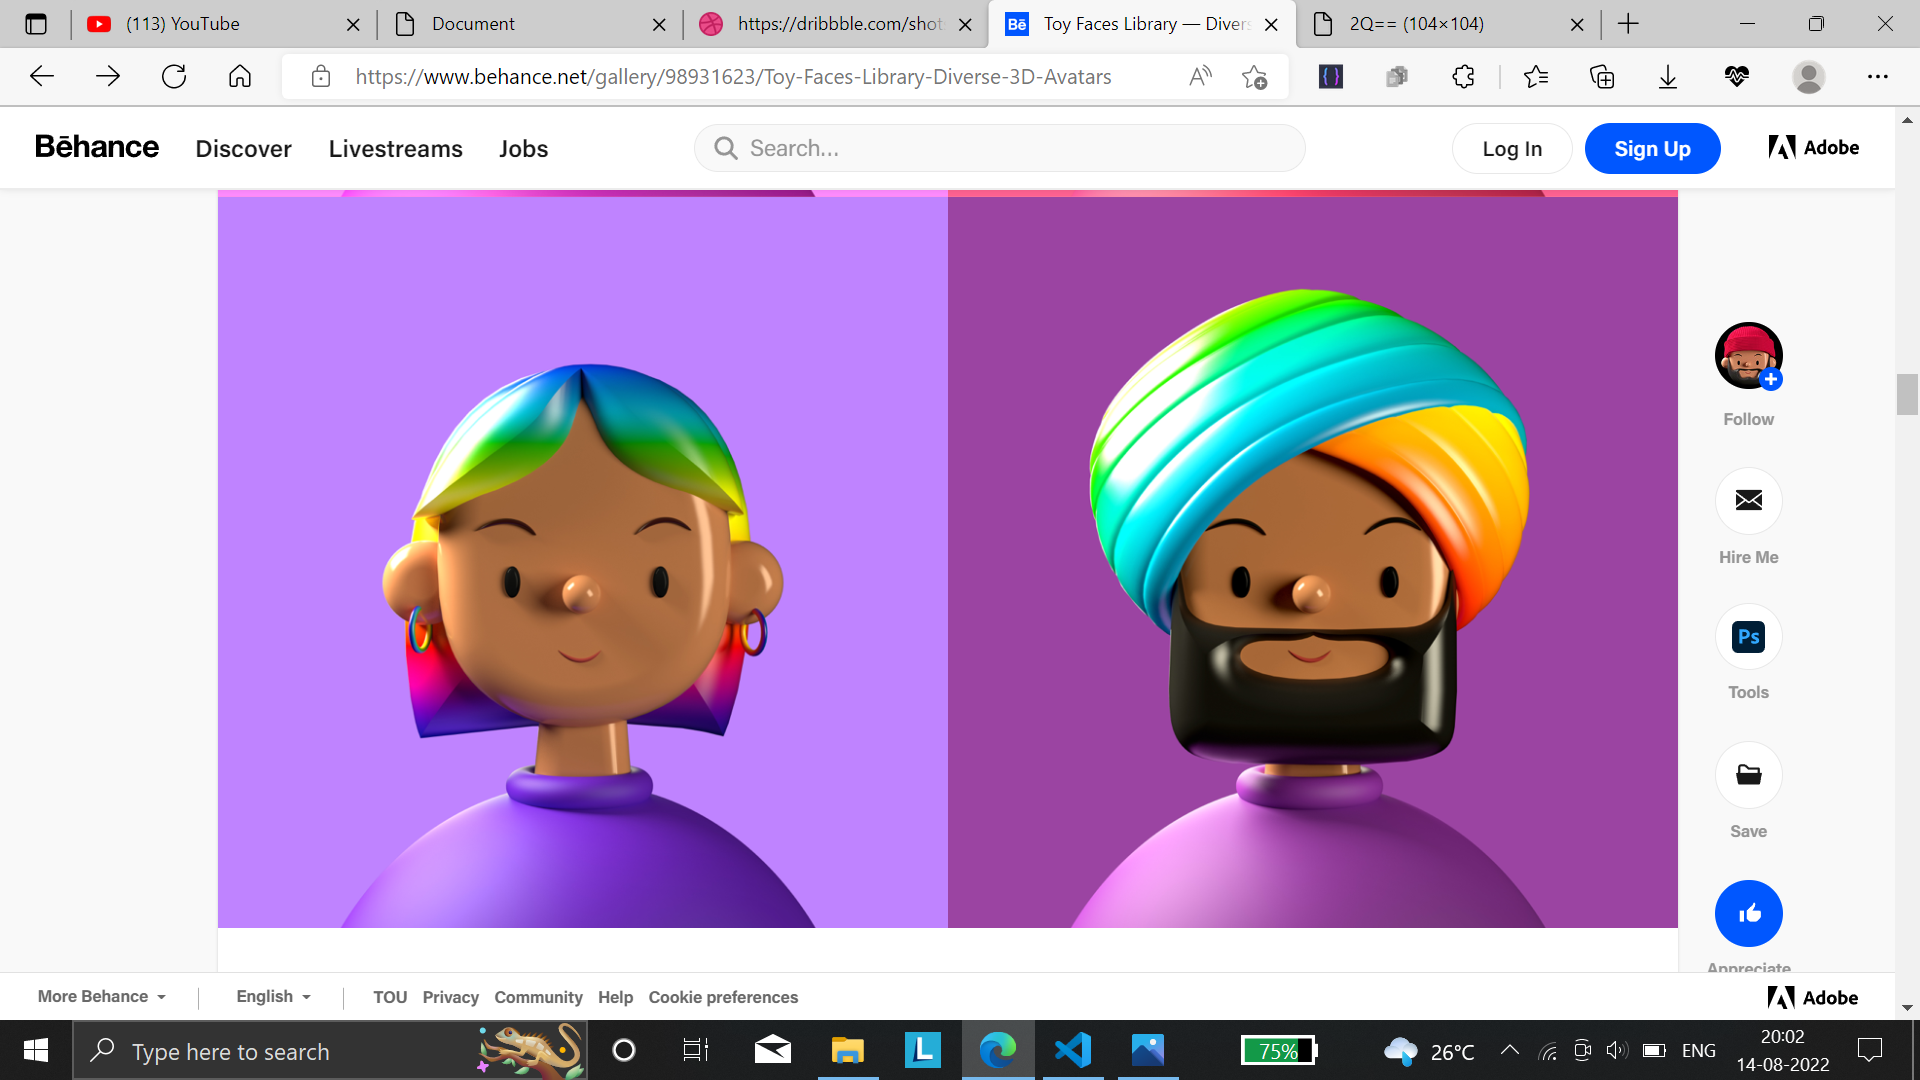 (113) YouTube
Document
https://dribbble.com/shot
Toy Faces Library — Divers
2Q== (104×104)
https://www.behance.net/gallery/98931623/Toy-Faces-Library-Diverse-3D-Avatars
Bēhance Discover Livestreams Jobs
Search...
Log In
Sign Up
Adobe
Follow
Hire Me
Ps
Tools
Save
Appreciate
More Behance
English
TOU Privacy Community Help Cookie preferences
Adobe
Type here to search
L
75%
26°C
ENG
20:02
14-08-2022